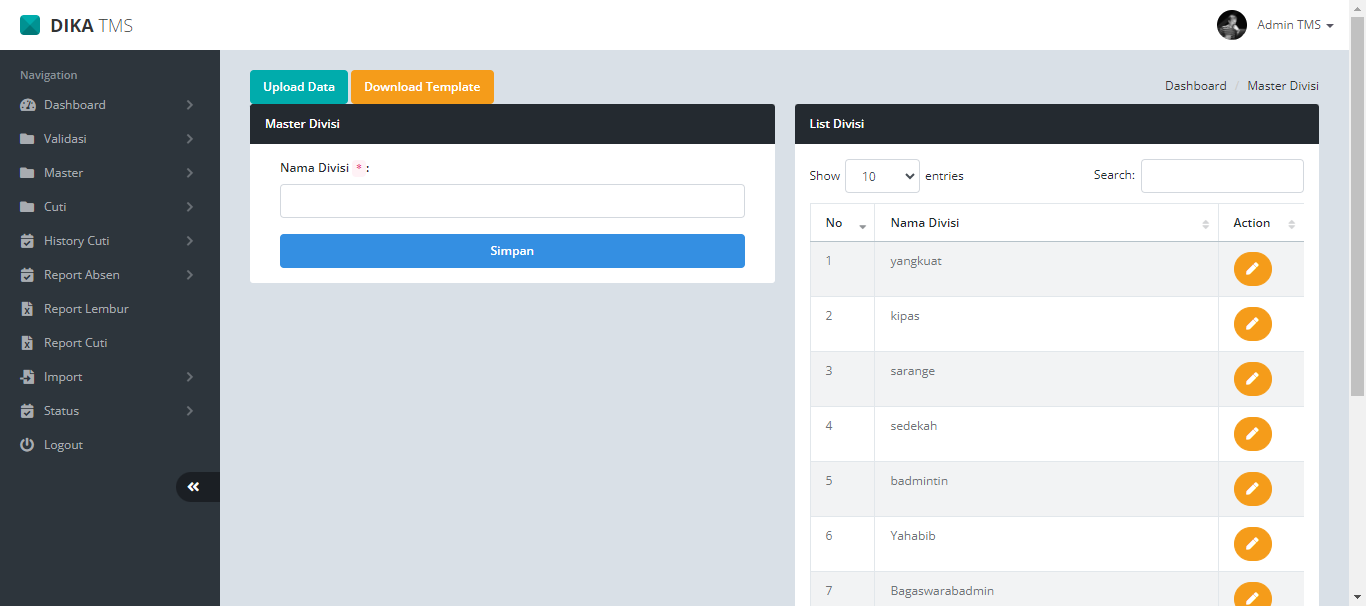 DIKA TMS
Admin TMS
Navigation
Dashboard
Validasi
Master
Cuti
History Cuti
Report Absen
Report Lembur
Report Cuti
Import
Status
Logout
Upload Data
Download Template
Dashboard / Master Divisi
Master Divisi
Nama Divisi * :
Simpan
List Divisi
Show 10 entries
Search:
No Nama Divisi Action
1 yangkuat
2 kipas
3 sarange
4 sedekah
5 badmintin
6 Yahabib
7 Bagaswarabadmin